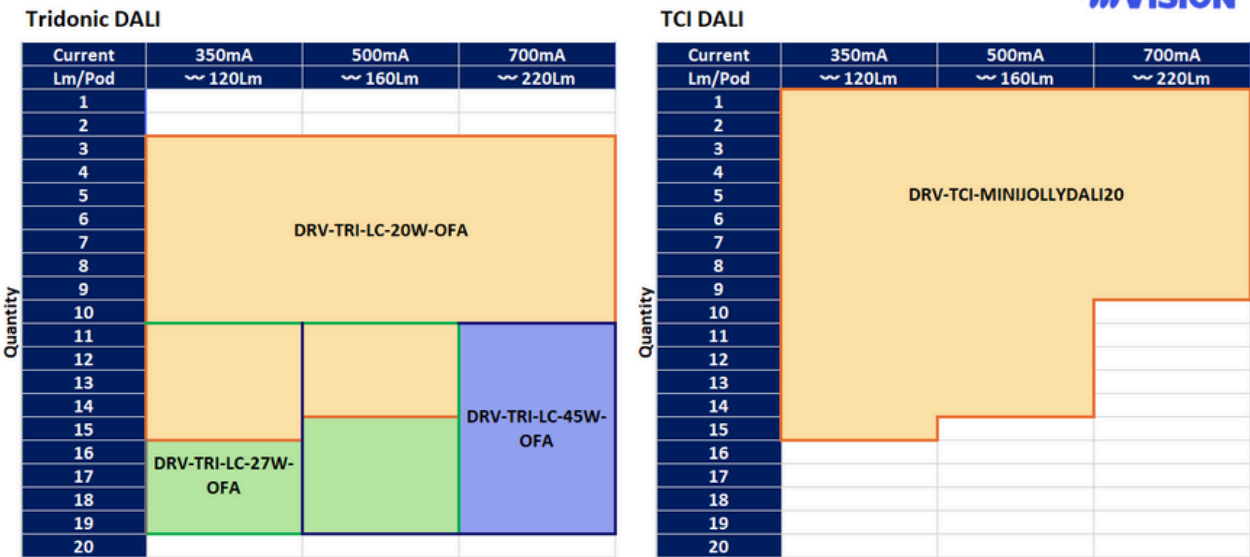 VISION
Tridonic DALI
TCI DALI
Current 350mA 500mA 700mA
Lm/Pod ~ 120Lm ~ 160Lm ~ 220Lm
Quantity
1
2
3
4
5
6
7
8
9
10
11
12
13
14
15
16
17
18
19
20
DRV-TRI-LC-20W-OFA
DRV-TRI-LC-27W-
OFA
DRV-TRI-LC-45W-
OFA
Current 350mA 500mA 700mA
Lm/Pod ~ 120Lm ~ 160Lm ~ 220Lm
Quantity
1
2
3
4
5
6
7
8
9
10
11
12
13
14
15
16
17
18
19
20
DRV-TCI-MINIJOLLYDALI20